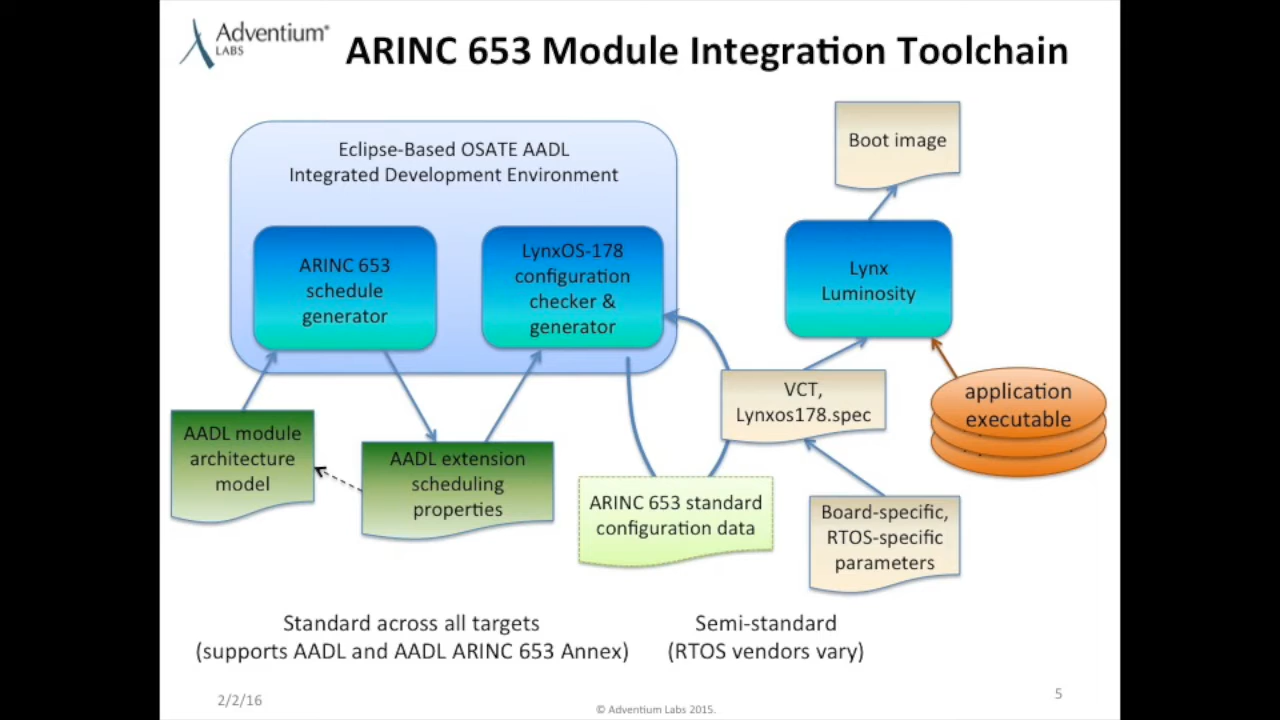 Adventium®
LABS
ARINC 653 Module Integration Toolchain
Boot image
Eclipse-Based OSATE AADL
Integrated Development Environment
ARINC 653
schedule
generator
LynxOS-178
configuration
checker &
generator
Lynx
Luminosity
VCT,
Lynxos178.spec
application
executable
AADL module
architecture
model
AADL extension
scheduling
properties
ARINC 653 standard
configuration data
Board-specific,
RTOS-specific
parameters
Standard across all targets
(supports AADL and AADL ARINC 653 Annex)
Semi-standard
(RTOS vendors vary)
2/2/16
© Adventium Labs 2015.
5